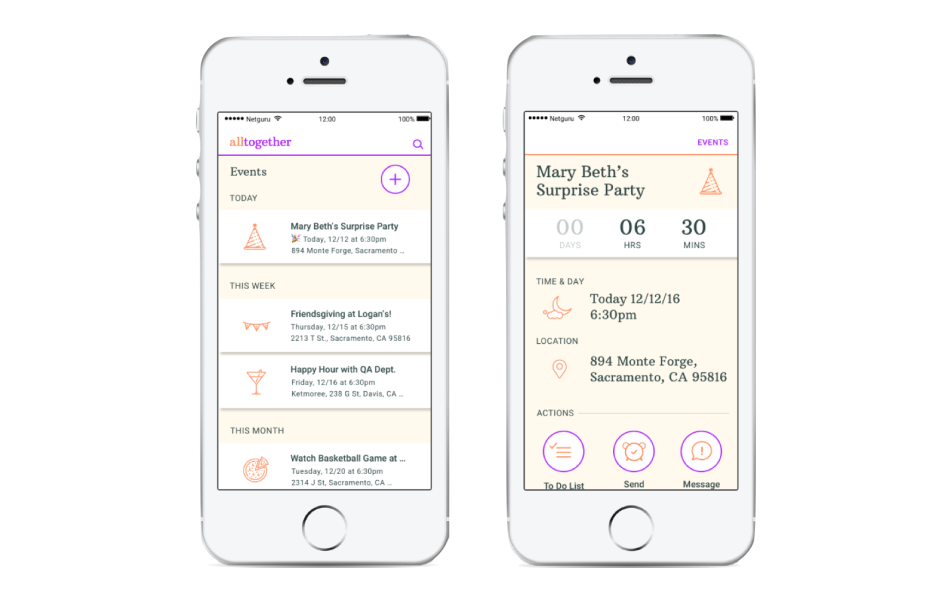 Netguru 12:00 100%
alltogether
Events
TODAY
Mary Beth's Surprise Party
Today, 12/12 at 6:30pm
894 Monte Forge, Sacramento ...
THIS WEEK
Friendsgiving at Logan's!
Thursday, 12/15 at 6:30pm
2213 T St., Sacramento, CA 95816
Happy Hour with QA Dept.
Friday, 12/16 at 6:30pm
Ketmoree, 238 G St, Davis, CA ...
THIS MONTH
Watch Basketball Game at ...
Tuesday, 12/20 at 6:30pm
2314 J St, Sacramento, CA ...
Netguru 12:00 100%
EVENTS
Mary Beth's
Surprise Party
00 06 30
DAYS HRS MINS
TIME & DAY
Today 12/12/16
6:30pm
LOCATION
894 Monte Forge,
Sacramento, CA 95816
ACTIONS
To Do List Send Message